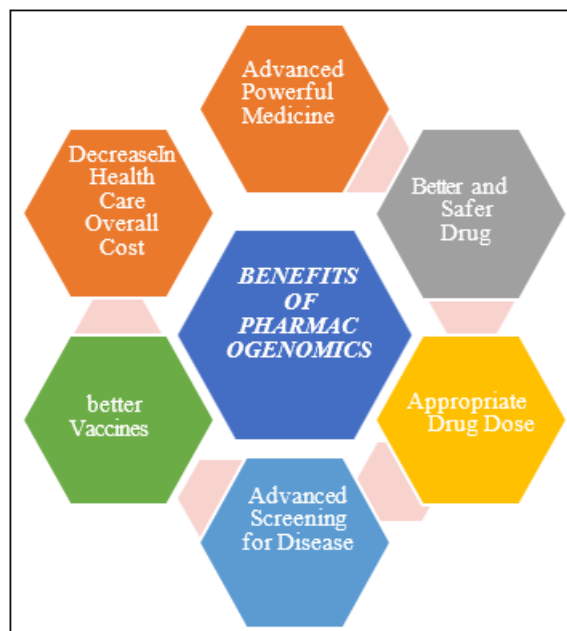 Advanced
Powerful
Medicine
Better and
Safer
Drug
Appropriate
Drug Dose
Advanced
Screening
for Disease
better
Vaccines
DecreaseIn
Health
Care
Overall
Cost
BENEFITS
OF
PHARMAC
OGENOMICS